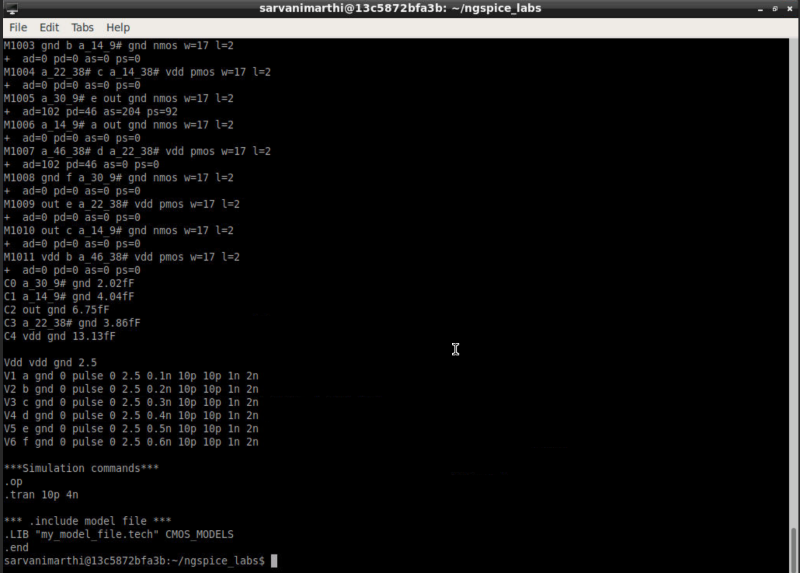 sarvanimarthi@13c5872bfa3b: ~/ngspice_labs
File Edit Tabs Help
M1003 gnd b a_14_9# gnd nmos w=17 l=2
+  ad=0 pd=0 as=0 ps=0
M1004 a_22_38# c a_14_38# vdd pmos w=17 l=2
+  ad=0 pd=0 as=0 ps=0
M1005 a_30_9# e out gnd nmos w=17 l=2
+  ad=102 pd=46 as=204 ps=92
M1006 a_14_9# a out gnd nmos w=17 l=2
+  ad=0 pd=0 as=0 ps=0
M1007 a_46_38# d a_22_38# vdd pmos w=17 l=2
+  ad=102 pd=46 as=0 ps=0
M1008 gnd f a_30_9# gnd nmos w=17 l=2
+  ad=0 pd=0 as=0 ps=0
M1009 out e a_22_38# vdd pmos w=17 l=2
+  ad=0 pd=0 as=0 ps=0
M1010 out c a_14_9# gnd nmos w=17 l=2
+  ad=0 pd=0 as=0 ps=0
M1011 vdd b a_46_38# vdd pmos w=17 l=2
+  ad=0 pd=0 as=0 ps=0
C0 a_30_9# gnd 2.02fF
C1 a_14_9# gnd 4.04fF
C2 out gnd 6.75fF
C3 a_22_38# gnd 3.86fF
C4 vdd gnd 13.13fF
Vdd vdd gnd 2.5
V1 a gnd 0 pulse 0 2.5 0.1n 10p 10p 1n 2n
V2 b gnd 0 pulse 0 2.5 0.2n 10p 10p 1n 2n
V3 c gnd 0 pulse 0 2.5 0.3n 10p 10p 1n 2n
V4 d gnd 0 pulse 0 2.5 0.4n 10p 10p 1n 2n
V5 e gnd 0 pulse 0 2.5 0.5n 10p 10p 1n 2n
V6 f gnd 0 pulse 0 2.5 0.6n 10p 10p 1n 2n
***Simulation commands***
.op
.tran 10p 4n
*** .include model file ***
.LIB "my_model_file.tech" CMOS_MODELS
.end
sarvanimarthi@13c5872bfa3b:~/ngspice_labs$